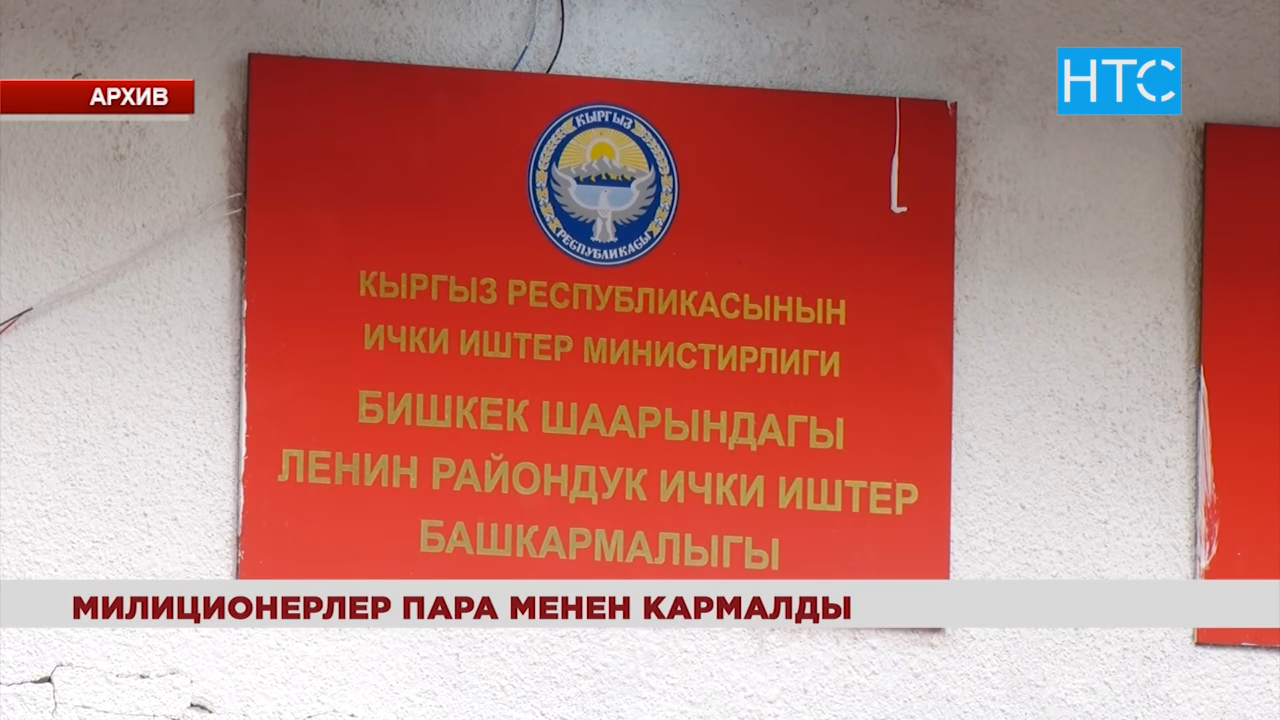 АРХИВ
НТС
КЫРГЫЗ
РЕСПУБЛИКАСЫ
КЫРГЫЗ РЕСПУБЛИКАСЫНЫН
ИЧКИ ИШТЕР МИНИСТИРЛИГИ
БИШКЕК ШААРЫНДАГЫ
ЛЕНИН РАЙОНДУК ИЧКИ ИШТЕР
БАШКАРМАЛЫГЫ
МИЛИЦИОНЕРЛЕР ПАРА МЕНЕН КАРМАЛДЫ